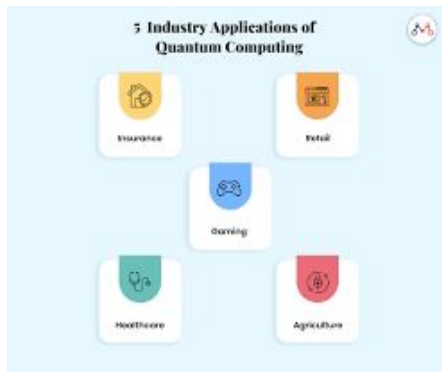 5 Industry Applications of
Quantum Computing
Insurance
Retail
Gaming
Healthcare
Agriculture